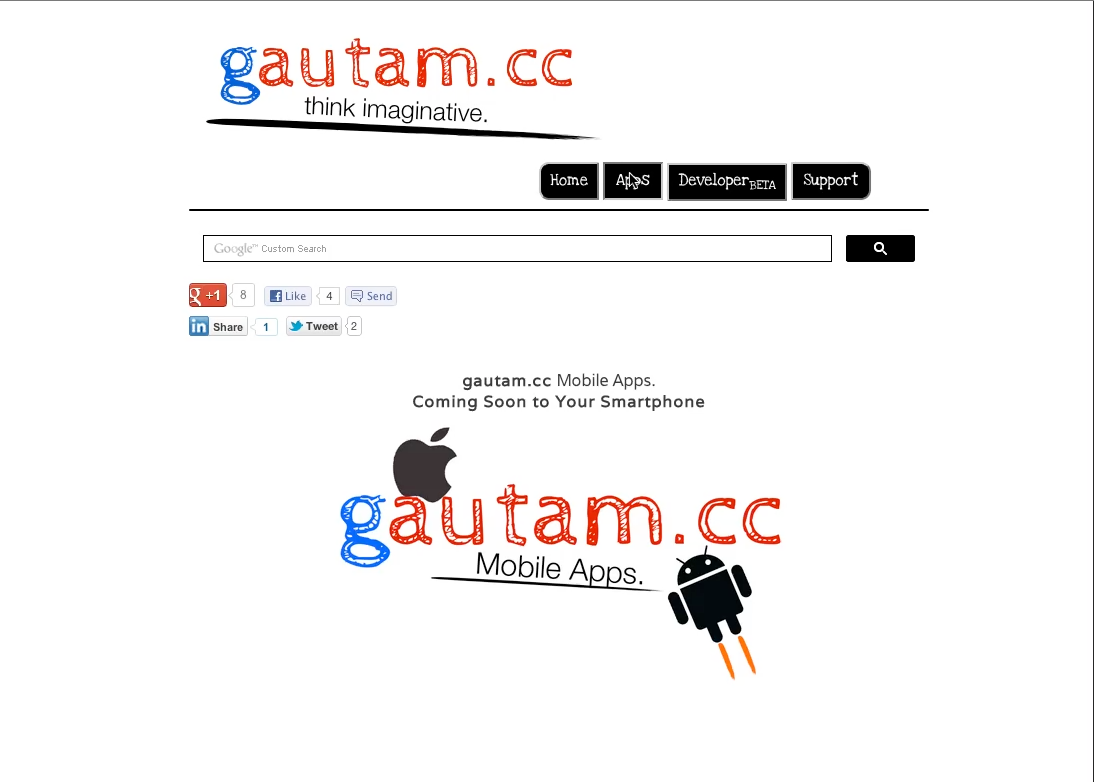 gautam.cc
think imaginative.
Home Apps Developer BETA Support
Google™ Custom Search
g +1 8 Like 4 Send
in Share 1 Tweet 2
gautam.cc Mobile Apps.
Coming Soon to Your Smartphone
gautam.cc
Mobile Apps.